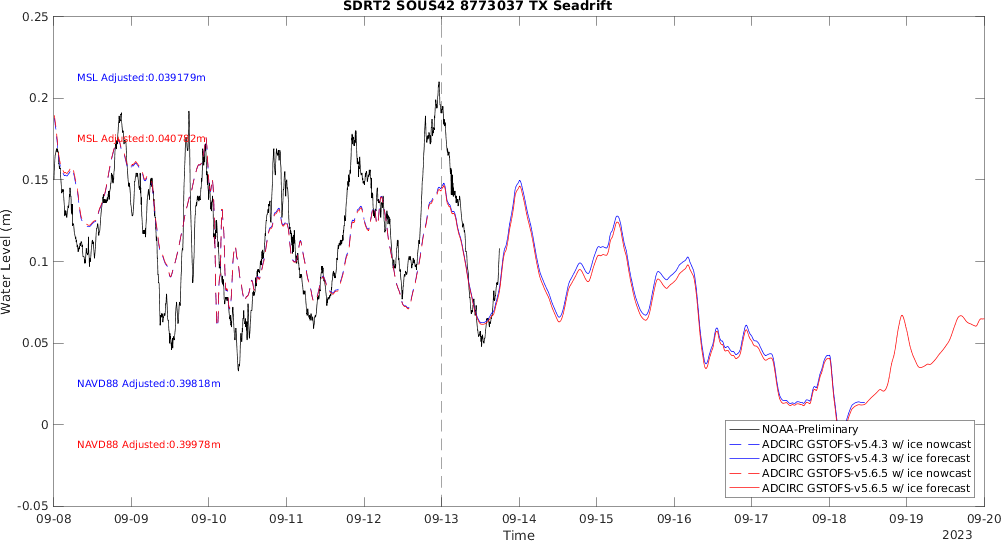 SDRT2 SOUS42 8773037 TX Seadrift
0.25
0.2
0.15
0.1
0.05
0
-0.05
Water Level (m)
MSL Adjusted:0.039179m
MSL Adjusted:0.040782m
NAVD88 Adjusted:0.39818m
NAVD88 Adjusted:0.39978m
NOAA-Preliminary
ADCIRC GSTOFS-v5.4.3 w/ ice nowcast
ADCIRC GSTOFS-v5.4.3 w/ ice forecast
ADCIRC GSTOFS-v5.6.5 w/ ice nowcast
ADCIRC GSTOFS-v5.6.5 w/ ice forecast
09-08 09-09 09-10 09-11 09-12 09-13 09-14 09-15 09-16 09-17 09-18 09-19 09-20
Time
2023